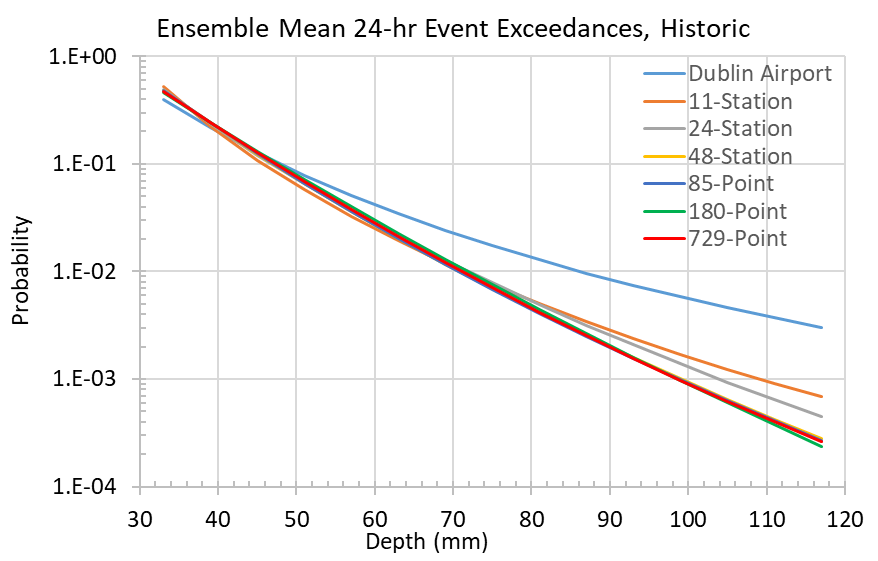 Ensemble Mean 24-hr Event Exceedances, Historic
1.E+00
1.E-01
1.E-02
1.E-03
1.E-04
Probability
Dublin Airport
11-Station
24-Station
48-Station
85-Point
180-Point
729-Point
30 40 50 60 70 80 90 100 110 120
Depth (mm)